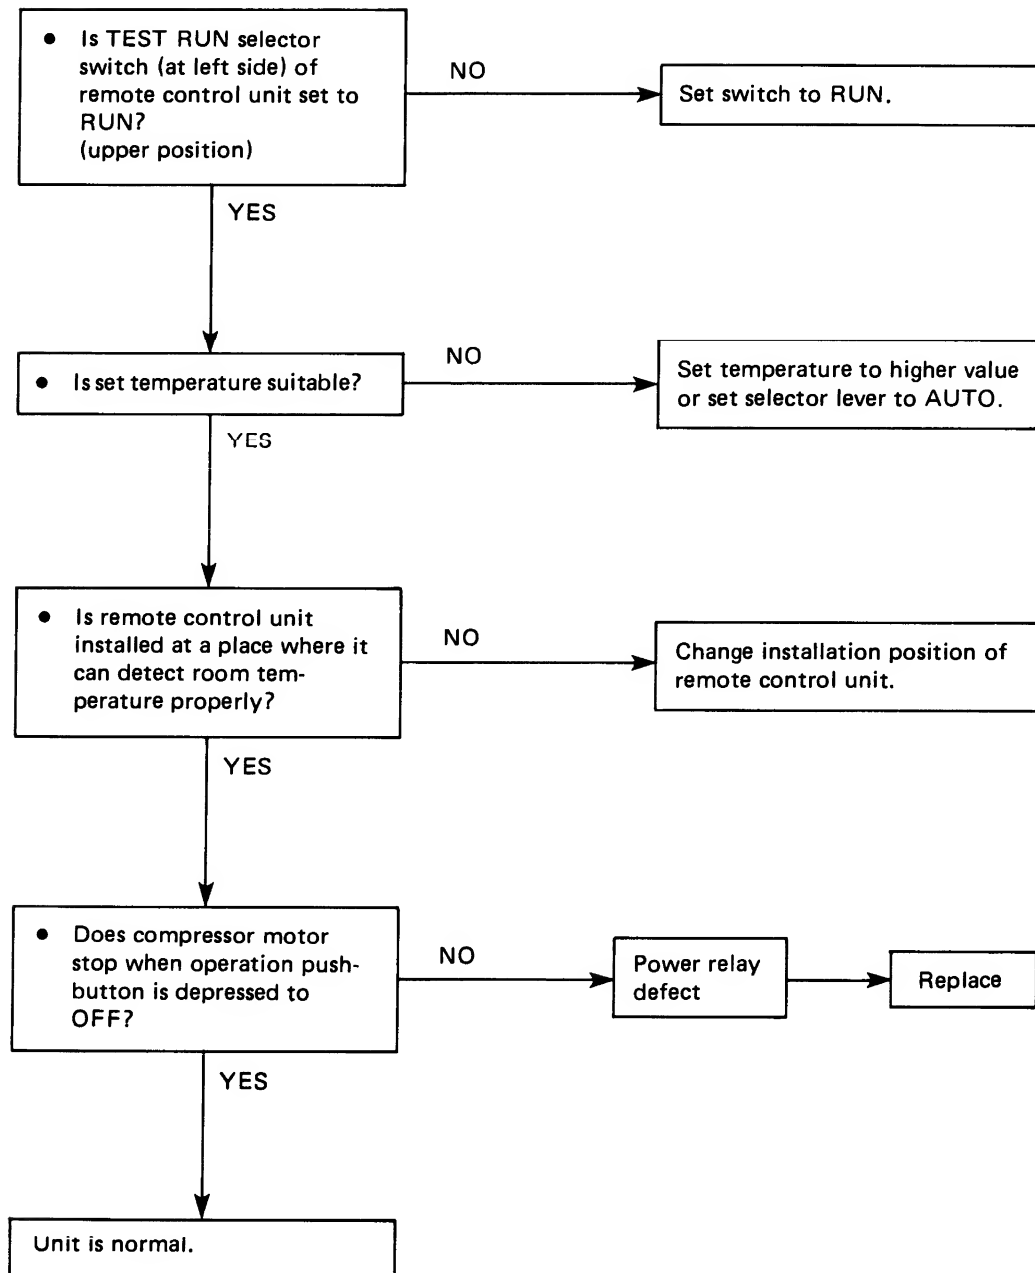 ● Is TEST RUN selector
switch (at left side) of
remote control unit set to
RUN?
(upper position)
NO
Set switch to RUN.
YES
● Is set temperature suitable?
NO
Set temperature to higher value
or set selector lever to AUTO.
YES
● Is remote control unit
installed at a place where it
can detect room tem-
perature properly?
NO
Change installation position of
remote control unit.
YES
● Does compressor motor
stop when operation push-
button is depressed to
OFF?
NO
Power relay
defect
Replace
YES
Unit is normal.